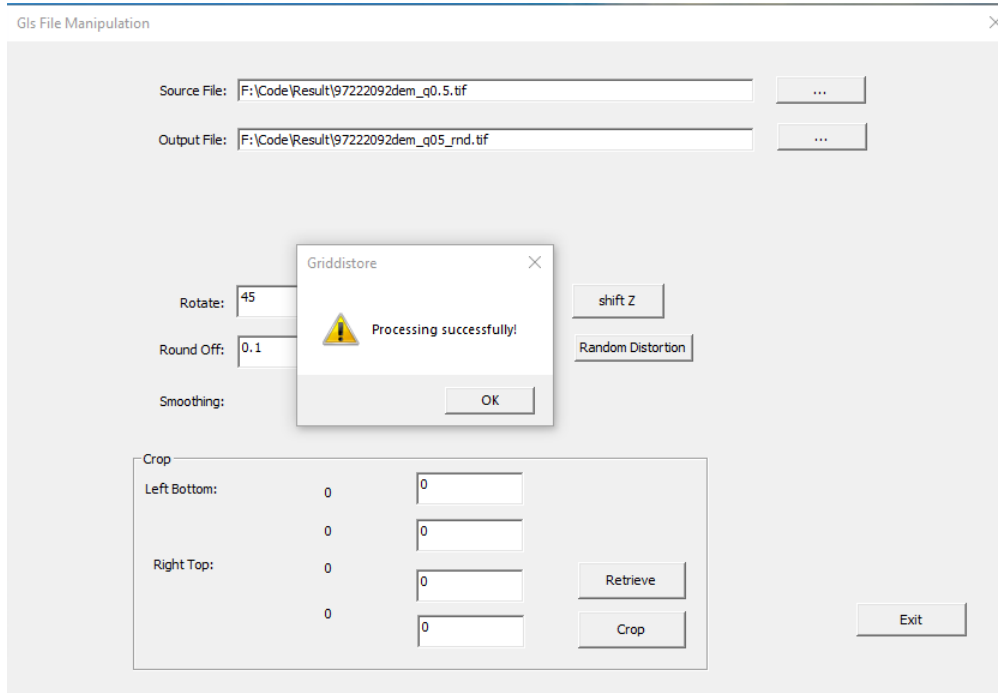 GIs File Manipulation
Source File: F:\Code\Result\97222092dem_q0.5.tif ...
Output File: F:\Code\Result\97222092dem_q05_rnd.tif ...
Griddistore
Rotate: 45 shift Z
Processing successfully!
Round Off: 0.1 Random Distortion
Smoothing:
OK
Crop
Left Bottom: 0 0
0 0
Right Top: 0 0 Retrieve
0 0 Crop
Exit